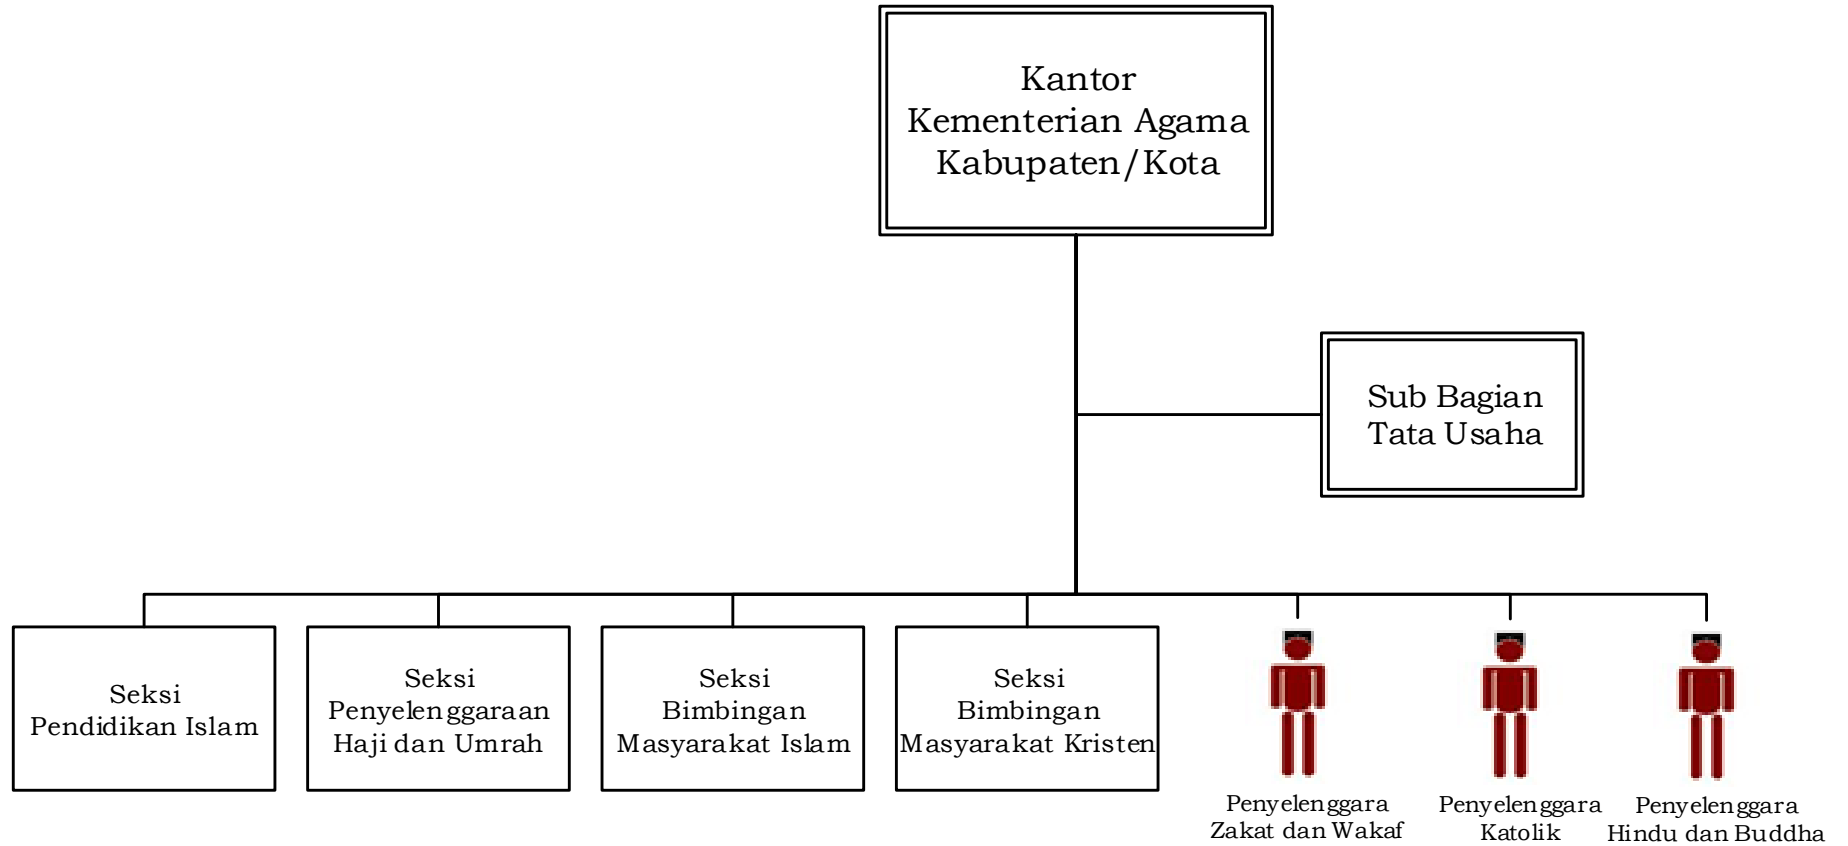 Kantor
Kementerian Agama
Kabupaten/Kota
Sub Bagian
Tata Usaha
Seksi
Pendidikan Islam
Seksi
Penyelenggaraan
Haji dan Umrah
Seksi
Bimbingan
Masyarakat Islam
Seksi
Bimbingan
Masyarakat Kristen
Penyelenggara
Zakat dan Wakaf
Penyelenggara
Katolik
Penyelenggara
Hindu dan Buddha